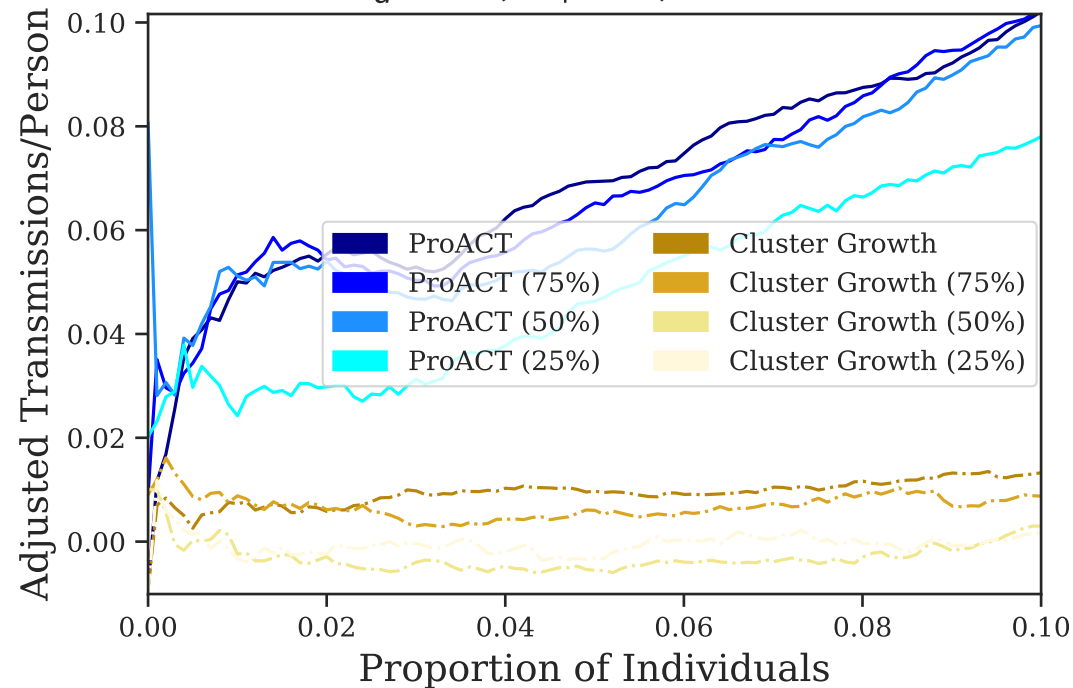 Adjusted Transmissions/Person
0.10
0.08
0.06
0.04
0.02
0.00
ProACT
ProACT (75%)
ProACT (50%)
ProACT (25%)
Cluster Growth
Cluster Growth (75%)
Cluster Growth (50%)
Cluster Growth (25%)
0.00 0.02 0.04 0.06 0.08 0.10
Proportion of Individuals